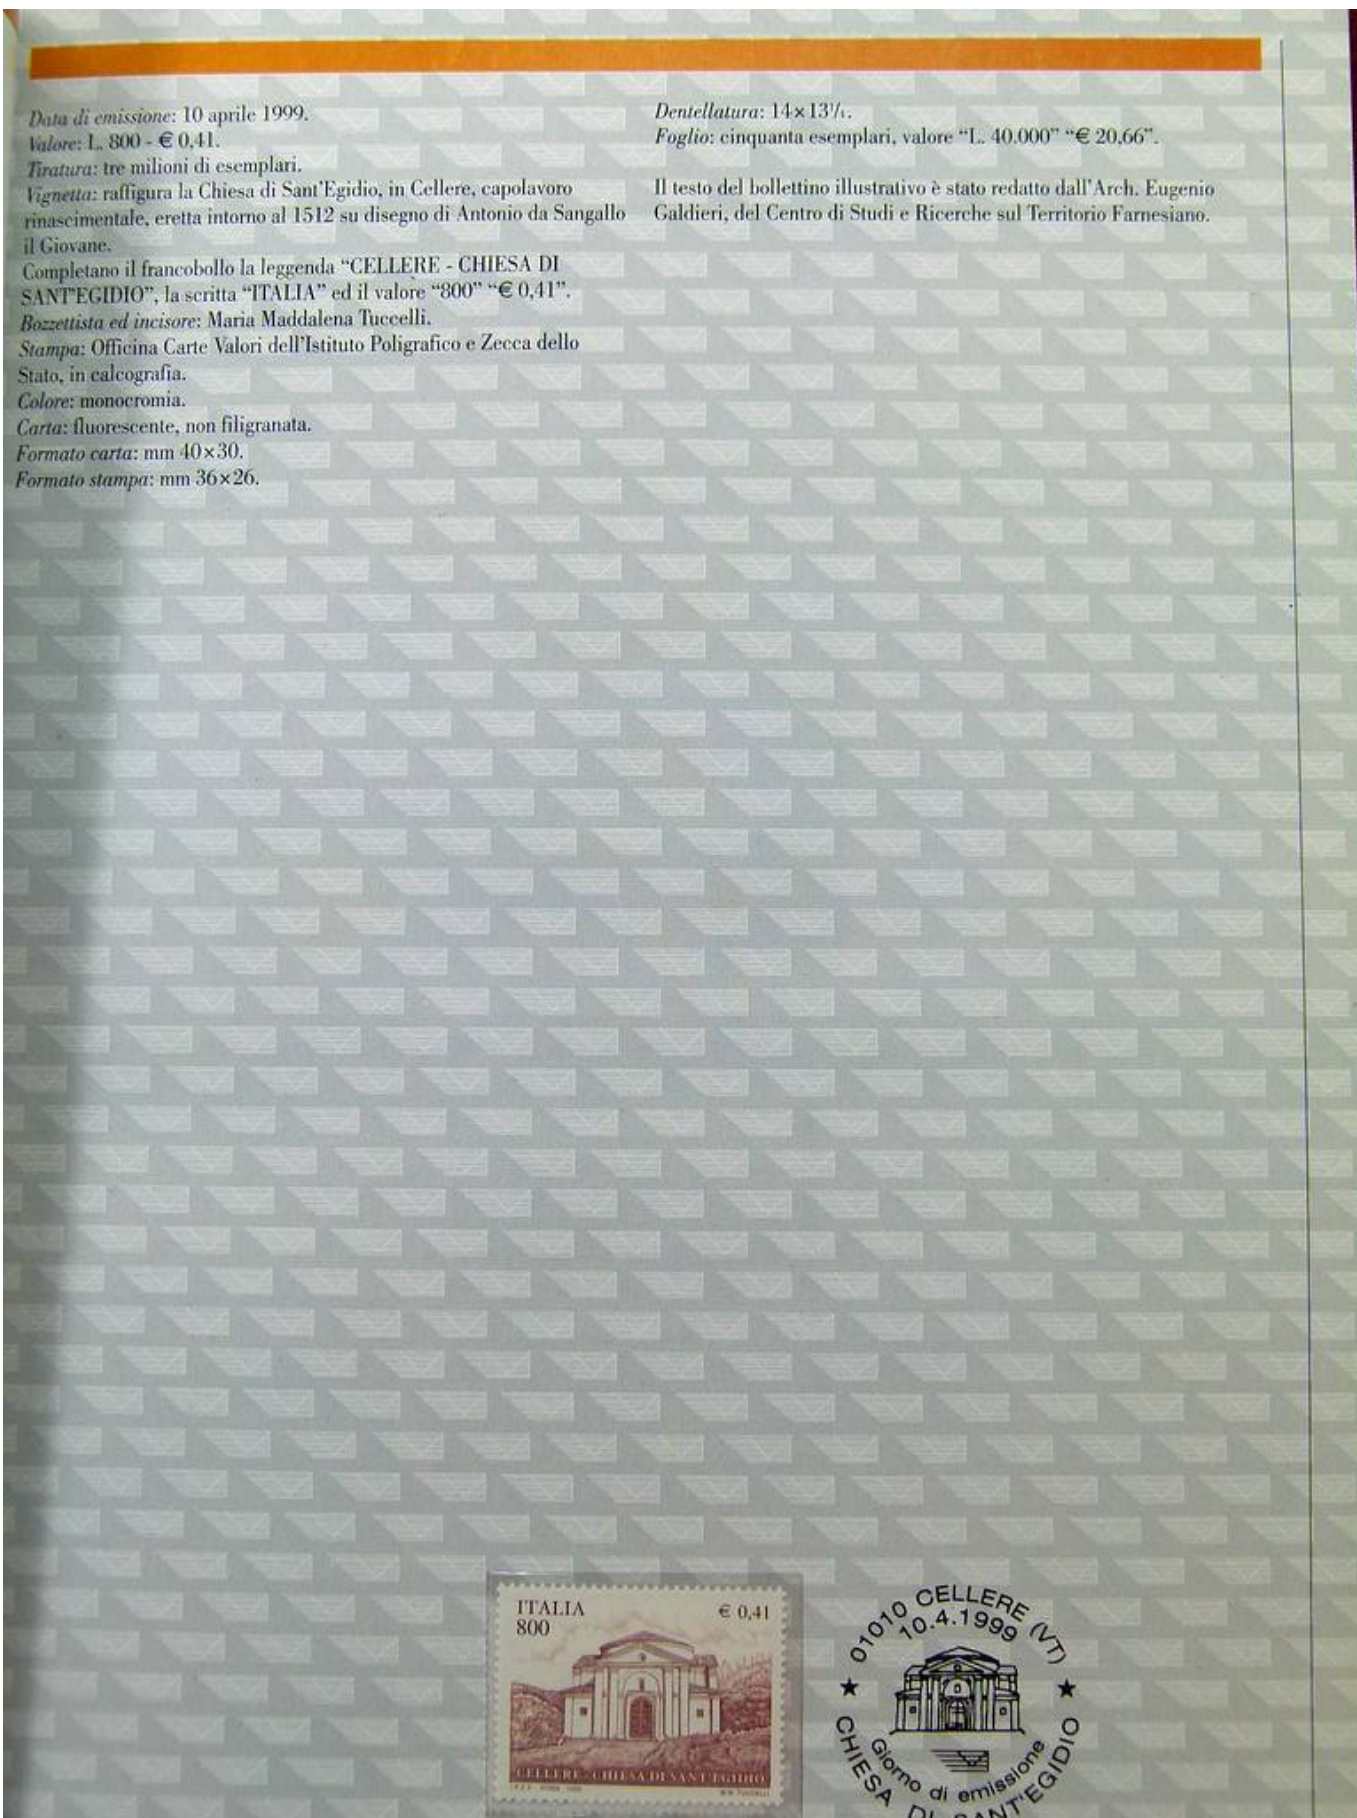 Data di emissione: 10 aprile 1999.
Valore: L. 800 - € 0,41.
Tiratura: tre milioni di esemplari.
Vignetta: raffigura la Chiesa di Sant'Egidio, in Cellere, capolavoro
rinascimentale, eretta intorno al 1512 su disegno di Antonio da Sangallo
il Giovane.
Completano il francobollo la leggenda “CELLERE - CHIESA DI
SANT'EGIDIO”, la scritta “ITALIA” ed il valore “800” “€ 0,41”.
Bozzettista ed incisore: Maria Maddalena Tuccelli.
Stampa: Officina Carte Valori dell'Istituto Poligrafico e Zecca dello
Stato, in calcografia.
Colore: monocromia.
Carta: fluorescente, non filigranata.
Formato carta: mm 40×30.
Formato stampa: mm 36×26.
Dentellatura: 14×13¹/₄.
Foglio: cinquanta esemplari, valore “L. 40.000” “€ 20,66”.
Il testo del bollettino illustrativo è stato redatto dall'Arch. Eugenio
Galdieri, del Centro di Studi e Ricerche sul Territorio Farnesiano.
ITALIA € 0,41
800
CELLERE - CHIESA DI SANT'EGIDIO
M.M. TUCCELLI
01010 CELLERE (VT)
10.4.1999
Giorno di emissione
CHIESA DI SANT'EGIDIO